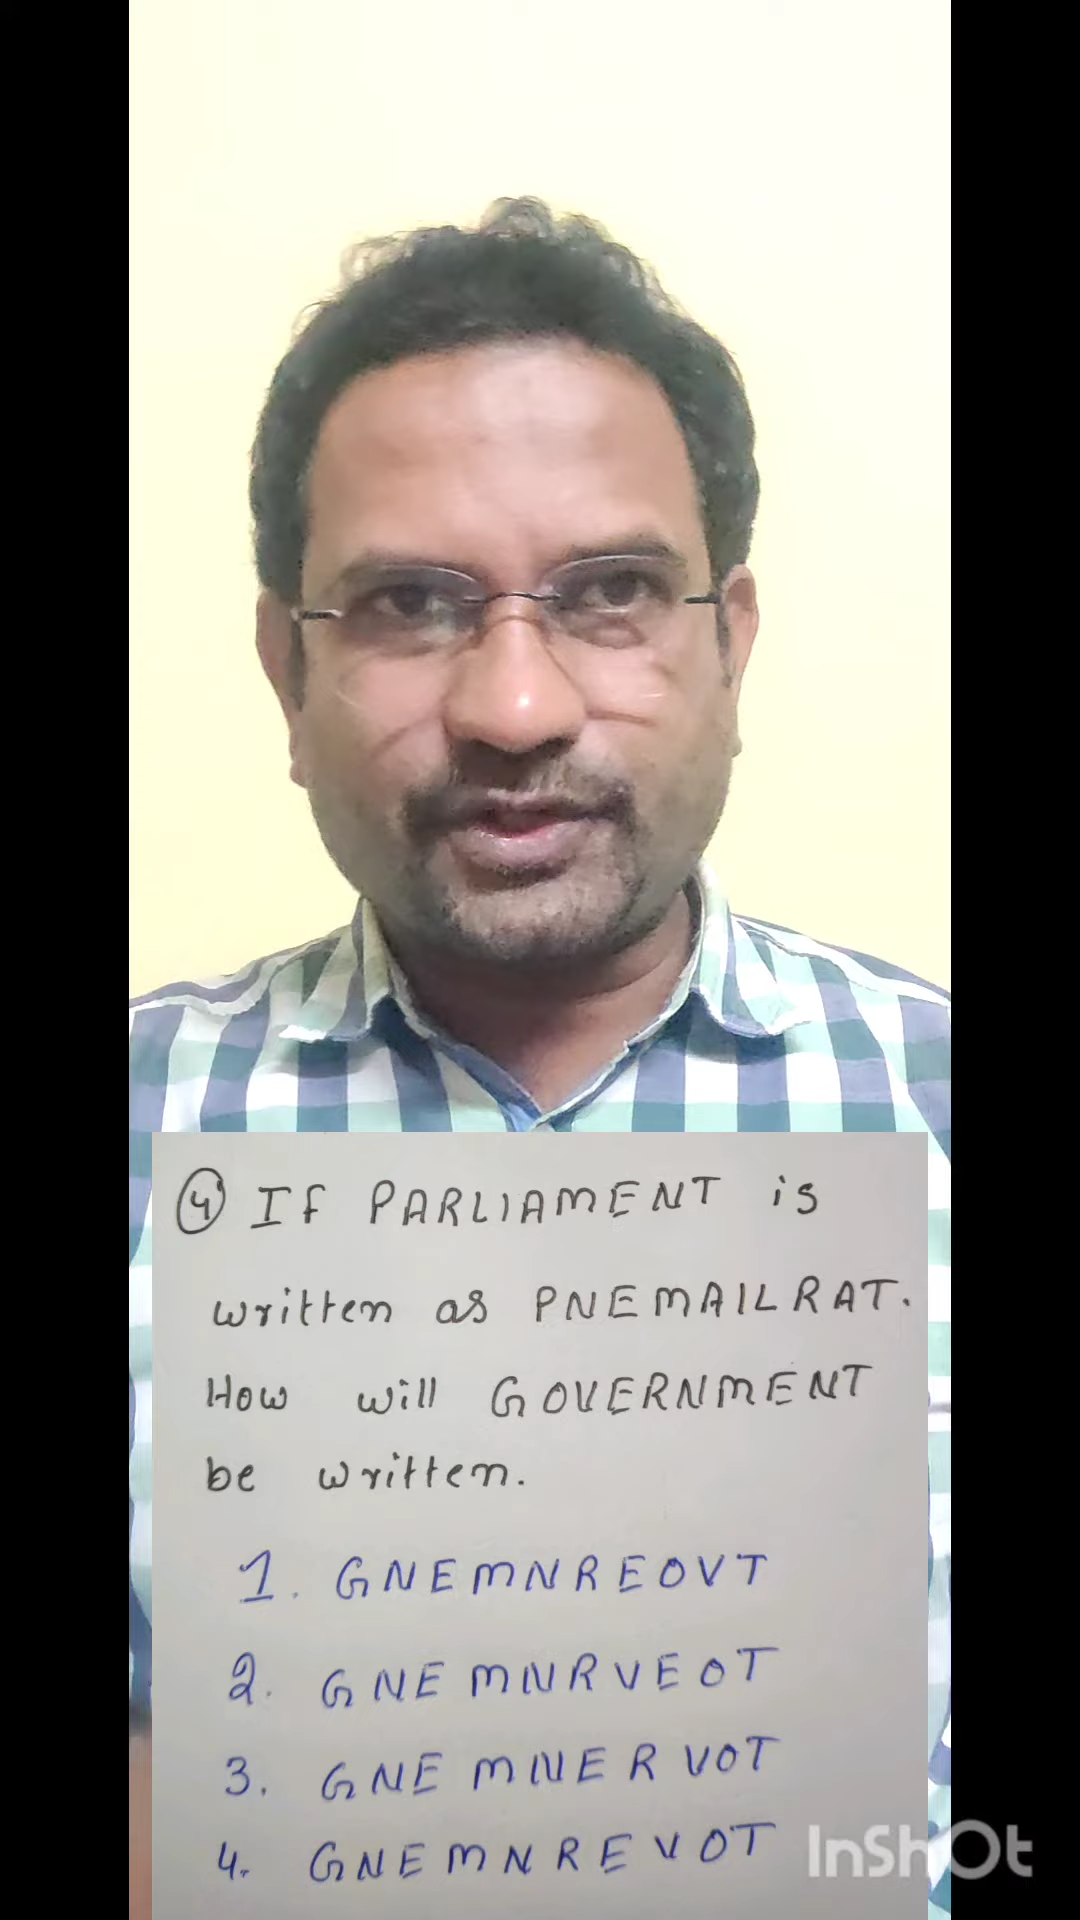 4 If PARLIAMENT is
written as PNEMAILRAT.
How will GOVERNMENT
be written.
1. GNEMNREOVT
2. GNEMNRVEOT
3. GNEMNERVOT
4. GNEMNREVOT
InShOt